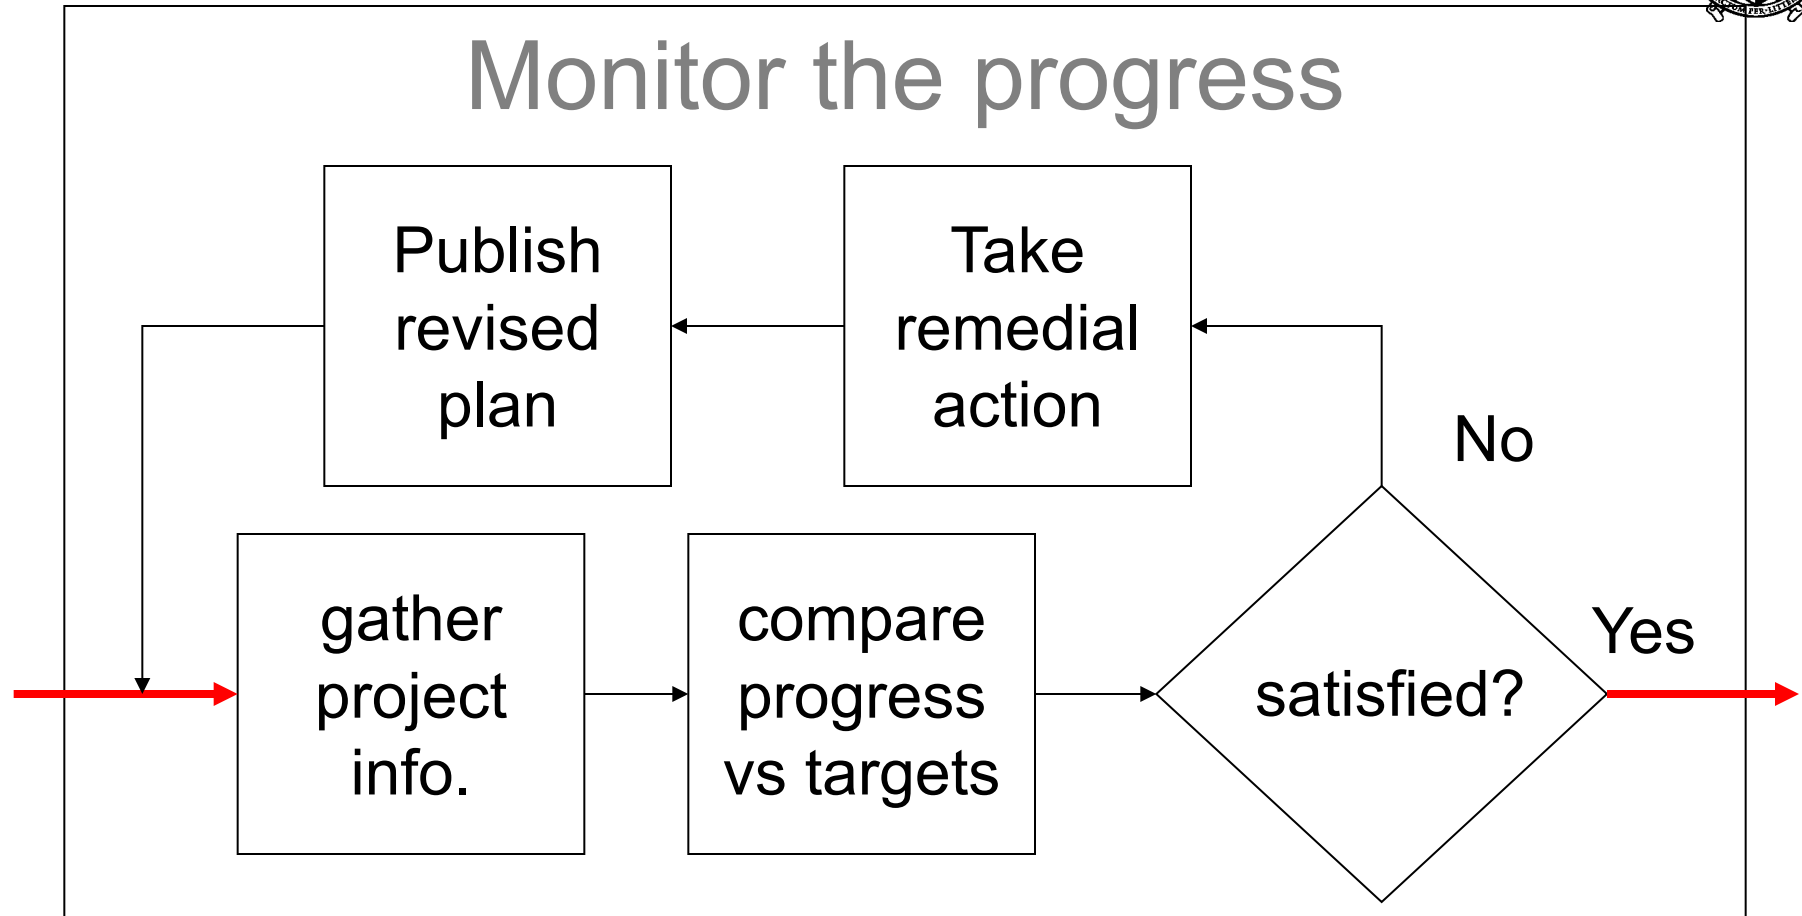 Monitor the progress
Publish
revised
plan
Take
remedial
action
No
gather
project
info.
compare
progress
vs targets
satisfied?
Yes